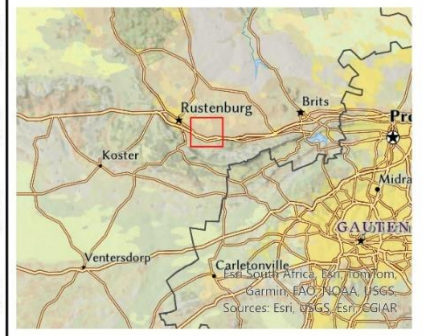 Rustenburg
Brits
Pre
Koster
Midra
GAUTEN
Ventersdorp
Carletonville
Esri South Africa, Esri, TomTom,
Garmin, FAO, NOAA, USGS,
Sources: Esri, USGS, Esri, CGIAR